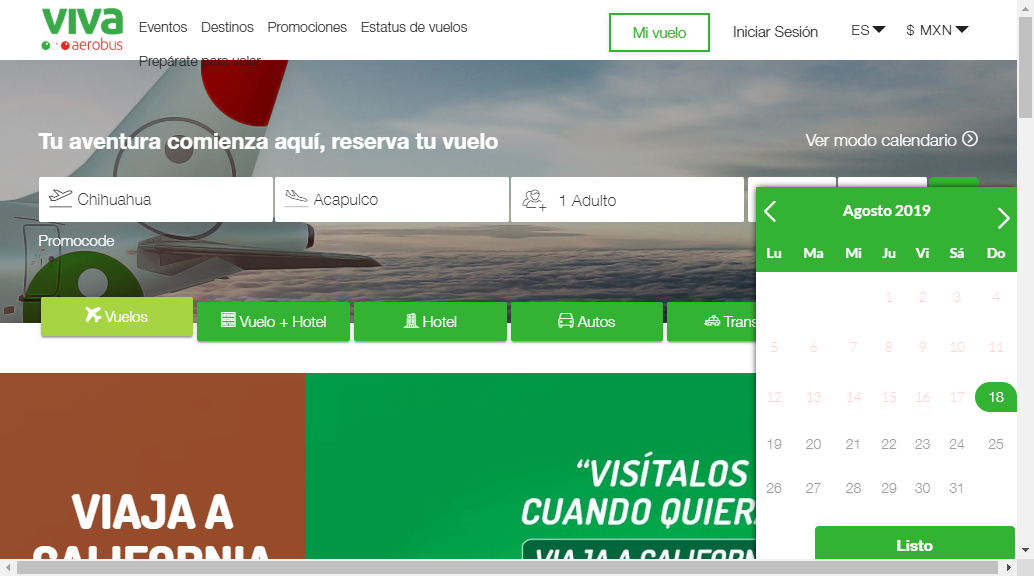 viva aerobus
Eventos Destinos Promociones Estatus de vuelos
Prepárate para volar
Mi vuelo Iniciar Sesión ES $ MXN
Tu aventura comienza aquí, reserva tu vuelo
Ver modo calendario
Chihuahua Acapulco 1 Adulto
Promocode
Vuelos Vuelo + Hotel Hotel Autos Trans
Agosto 2019
Lu Ma Mi Ju Vi Sá Do
1 2 3 4
5 6 7 8 9 10 11
12 13 14 15 16 17 18
19 20 21 22 23 24 25
26 27 28 29 30 31
Listo
VIAJA A
CALIFORNIA
“VISÍTALOS
CUANDO QUIER
VIAJA A CALIFORN